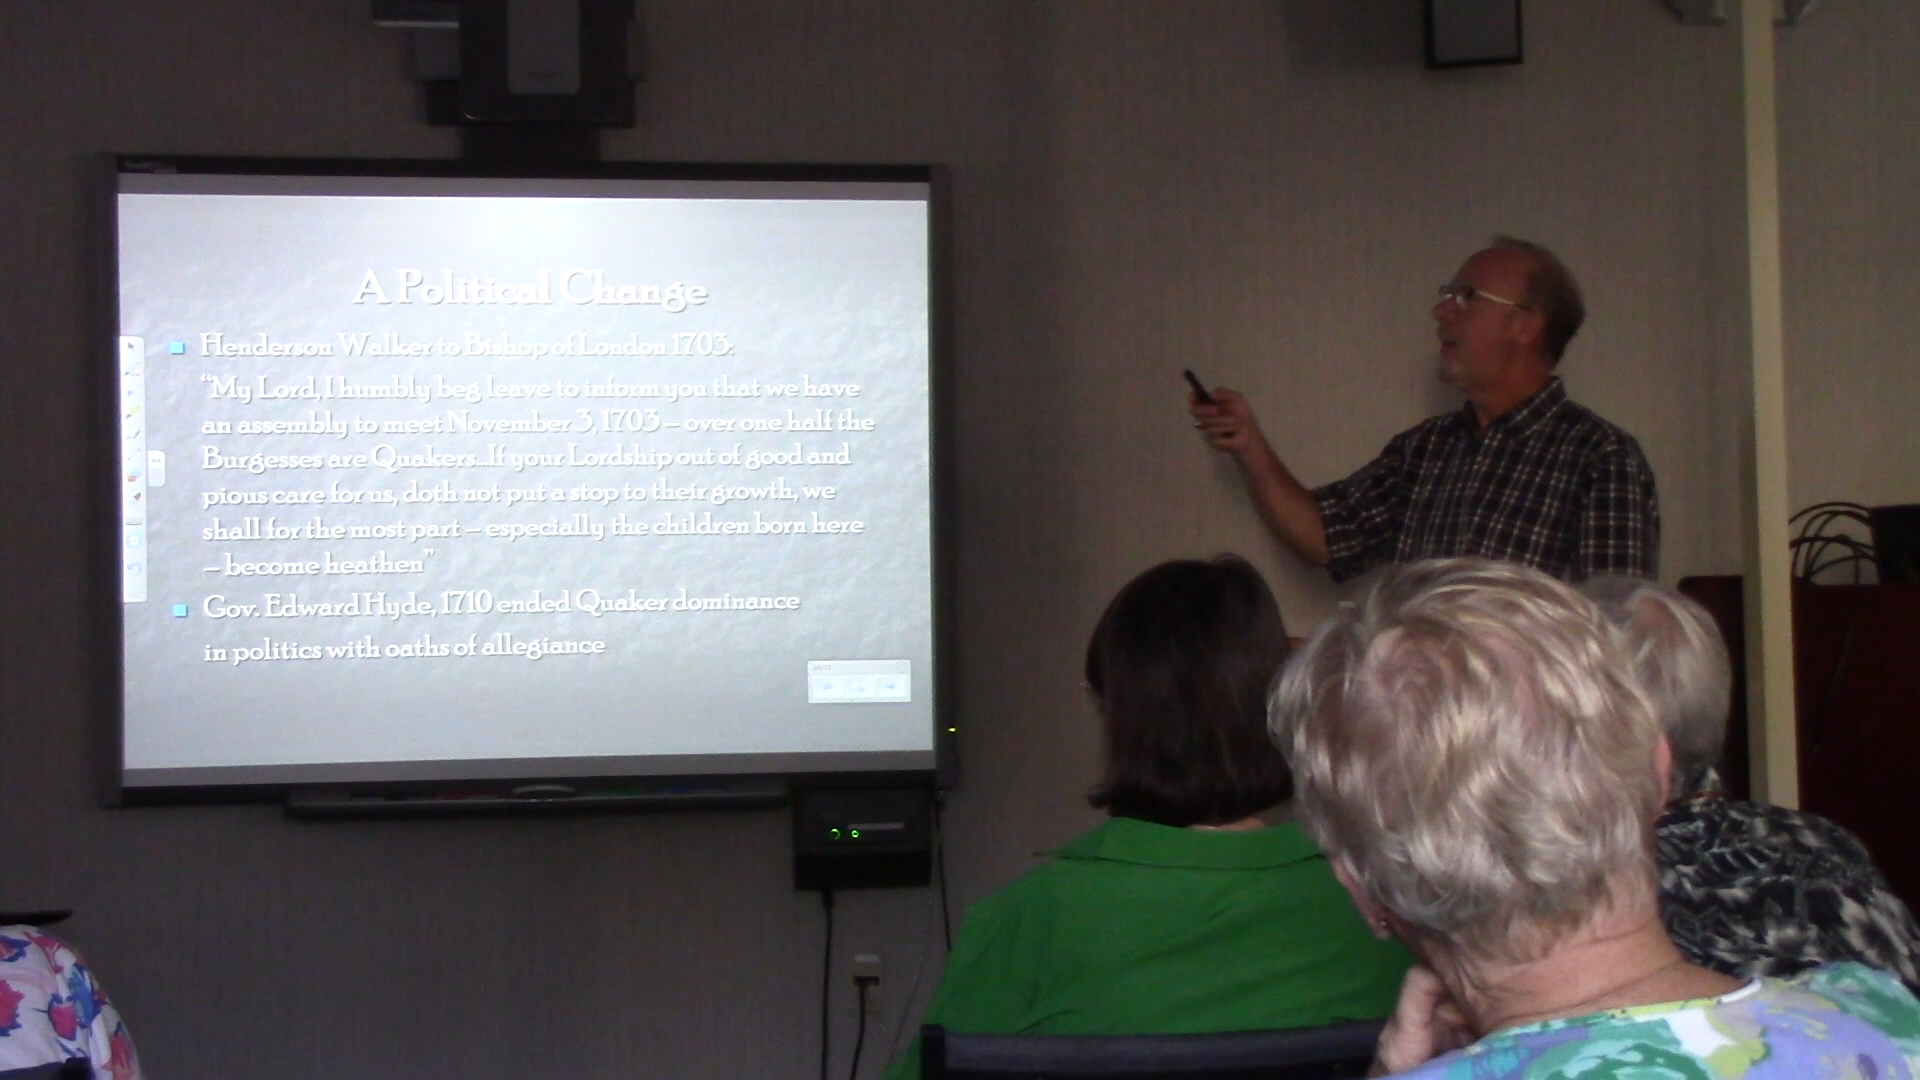 A Political Change
Henderson Walker to Bishop of London 1703:
“My Lord, I humbly beg leave to inform you that we have
an assembly to meet November 3, 1703 – over one half the
Burgesses are Quakers...If your Lordship out of good and
pious care for us, doth not put a stop to their growth, we
shall for the most part – especially the children born here
– become heathen”
Gov. Edward Hyde, 1710 ended Quaker dominance
in politics with oaths of allegiance